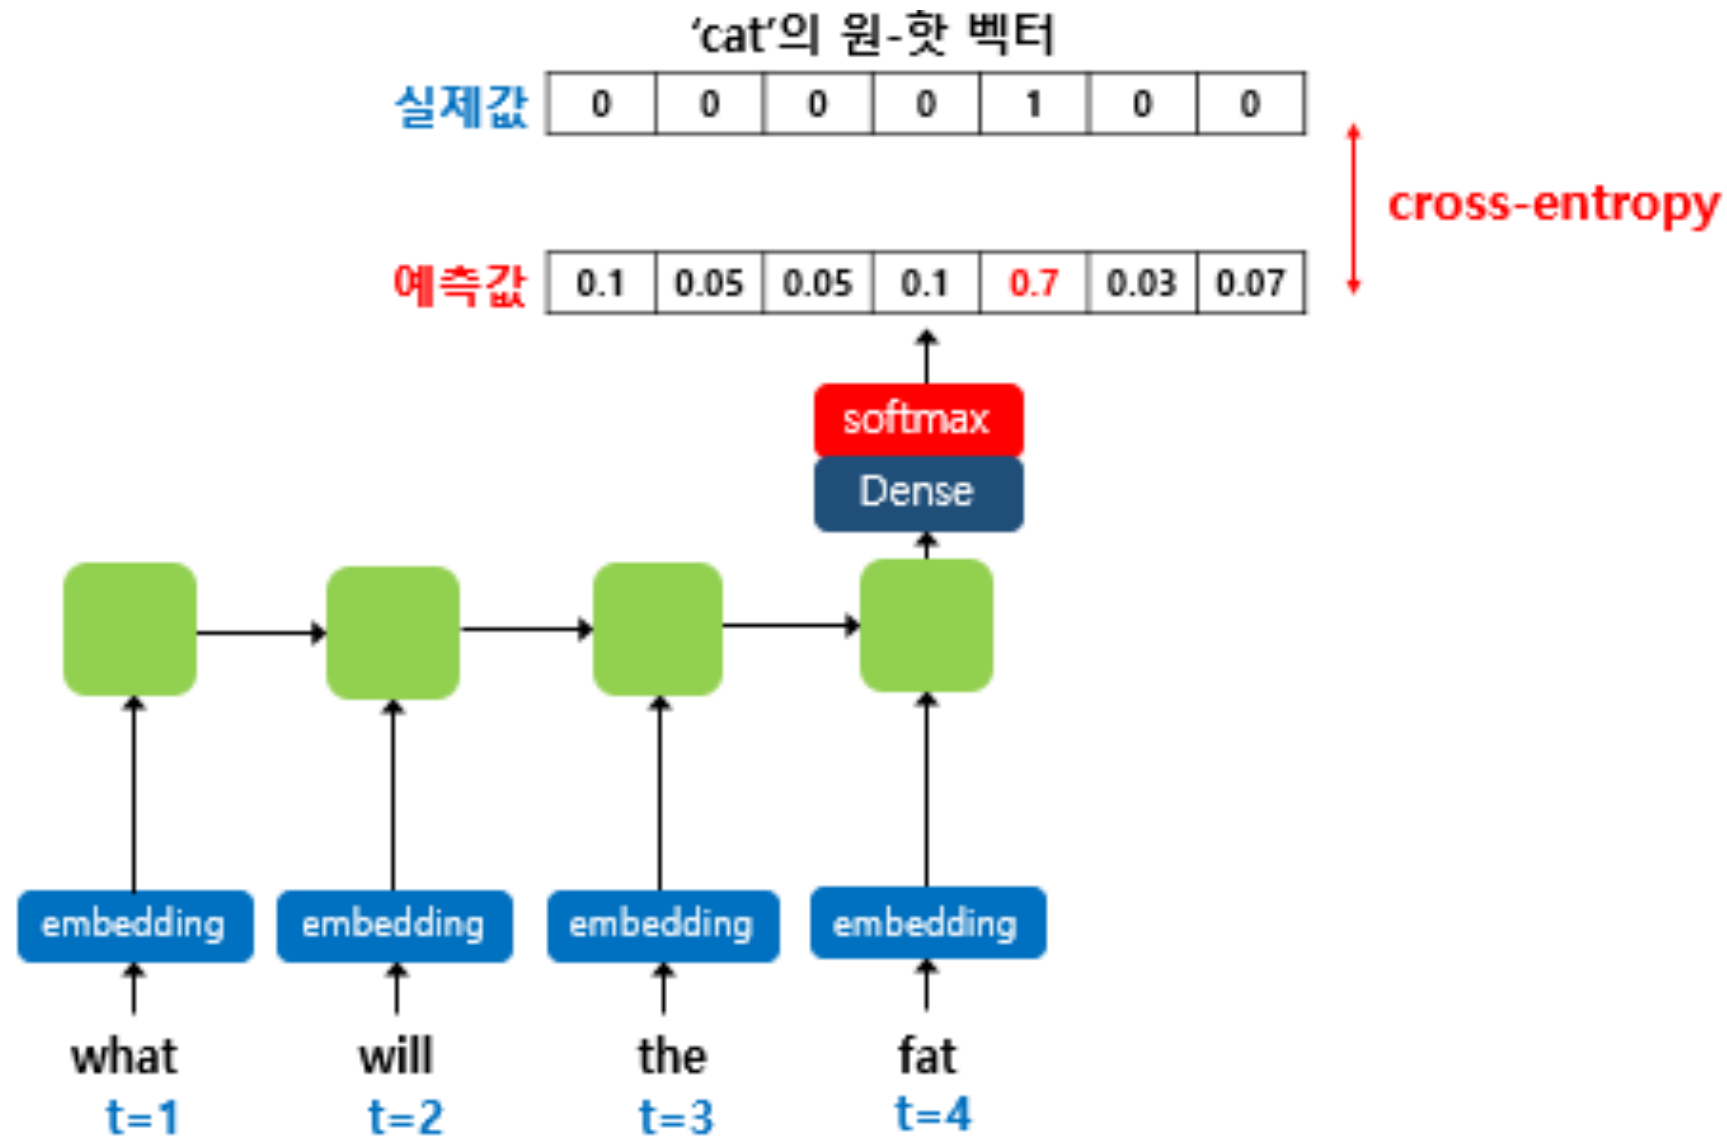 ‘cat’의 원-핫 벡터
실제값 0 0 0 0 1 0 0
cross-entropy
예측값 0.1 0.05 0.05 0.1 0.7 0.03 0.07
softmax
Dense
embedding embedding embedding embedding
what will the fat
t=1 t=2 t=3 t=4